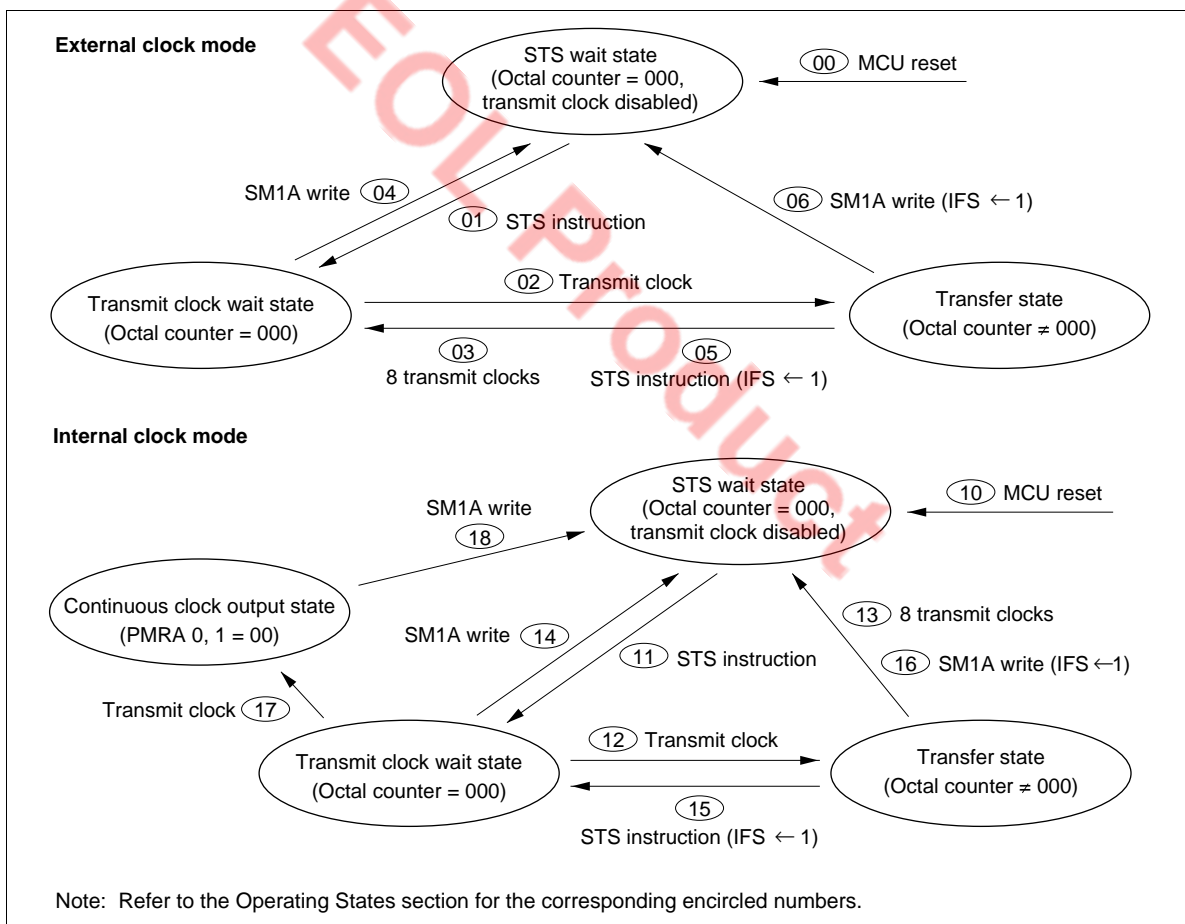 External clock mode
STS wait state
(Octal counter = 000,
transmit clock disabled)
00 MCU reset
SM1A write 04
01 STS instruction
06 SM1A write (IFS ← 1)
Transmit clock wait state
(Octal counter = 000)
02 Transmit clock
Transfer state
(Octal counter ≠ 000)
03
8 transmit clocks
05
STS instruction (IFS ← 1)
Internal clock mode
STS wait state
(Octal counter = 000,
transmit clock disabled)
10 MCU reset
SM1A write
18
Continuous clock output state
(PMRA 0, 1 = 00)
SM1A write 14
11 STS instruction
13 8 transmit clocks
16 SM1A write (IFS ←1)
Transmit clock 17
Transmit clock wait state
(Octal counter = 000)
12 Transmit clock
Transfer state
(Octal counter ≠ 000)
15
STS instruction (IFS ← 1)
Note: Refer to the Operating States section for the corresponding encircled numbers.
EOL Product